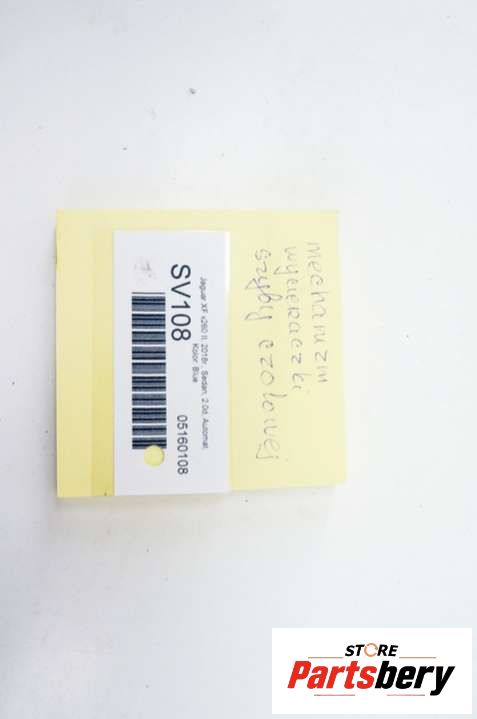 mechanizm
wycieraczki
szyby czołowej
Jaguar XF x260 II, 2016r., Sedan, 2.0d, Automat,
Kolor: Blue
SV108
05160108
STORE
Partsbery